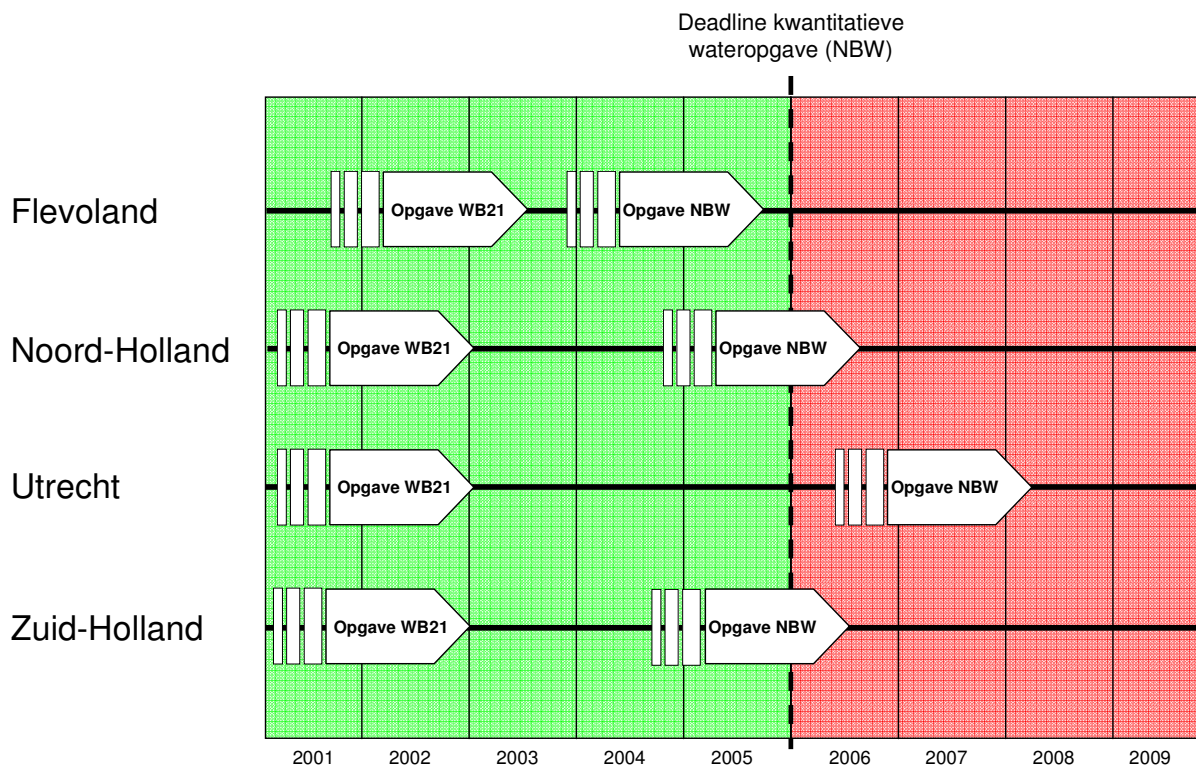 Deadline kwantitatieve
wateropgave (NBW)
Flevoland
Opgave WB21
Opgave NBW
Noord-Holland
Opgave WB21
Opgave NBW
Utrecht
Opgave WB21
Opgave NBW
Zuid-Holland
Opgave WB21
Opgave NBW
2001 2002 2003 2004 2005 2006 2007 2008 2009